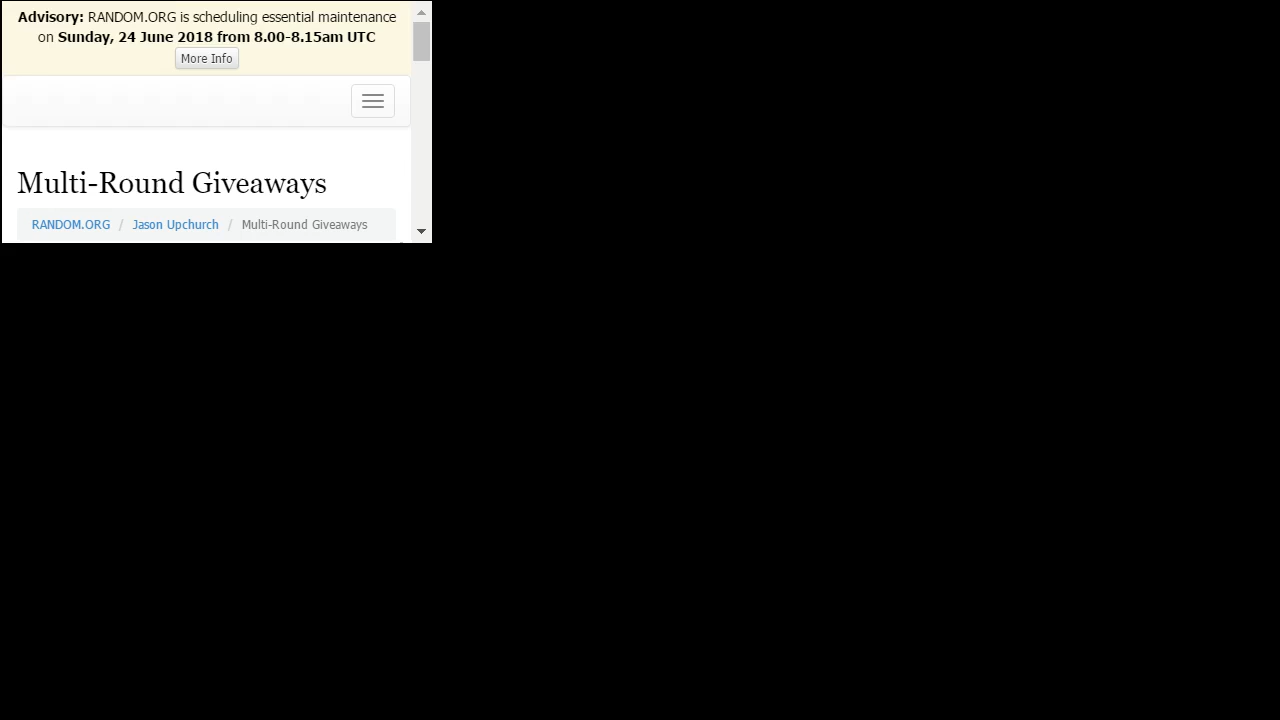 Advisory: RANDOM.ORG is scheduling essential maintenance
on Sunday, 24 June 2018 from 8.00-8.15am UTC
More Info
Multi-Round Giveaways
RANDOM.ORG / Jason Upchurch / Multi-Round Giveaways